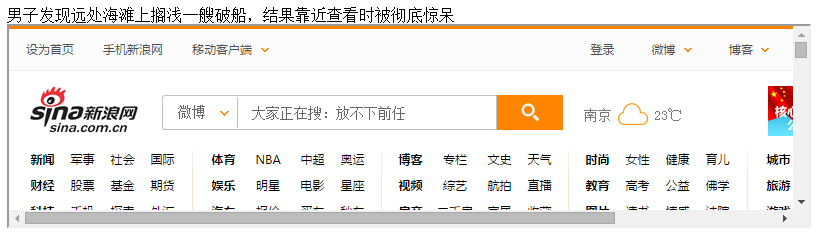 男子发现远处海滩上搁浅一艘破船，结果靠近查看时被彻底惊呆
设为首页 手机新浪网 移动客户端 登录 微博 博客
sina新浪网
sina.com.cn
微博 大家正在搜：放不下前任 南京 23℃
新闻 军事 社会 国际 体育 NBA 中超 奥运 博客 专栏 文史 天气 时尚 女性 健康 育儿 城市
财经 股票 基金 期货 娱乐 明星 电影 星座 视频 综艺 航拍 直播 教育 高考 公益 佛学 旅游